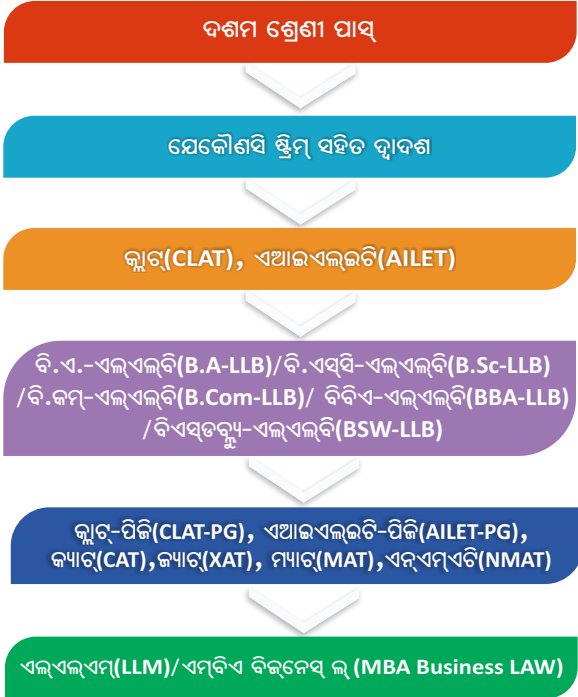 ଦଶମ ଶ୍ରେଣୀ ପାସ୍
ଯେକୌଣସି ଷ୍ଟ୍ରିମ୍ ସହିତ ଦ୍ୱାଦଶ
କ୍ଲାଟ୍(CLAT), ଏଆଇଏଲ୍ଇଟି(AILET)
ବି.ଏ.-ଏଲ୍ଏଲ୍ବି(B.A-LLB)/ବି.ଏସ୍‌ସି-ଏଲ୍ଏଲ୍ବି(B.Sc-LLB)
/ବି.କମ୍-ଏଲ୍ଏଲ୍ବି(B.Com-LLB)/ ବିବିଏ-ଏଲ୍ଏଲ୍ବି(BBA-LLB)
/ବିଏସ୍‌ଡବ୍ଲ୍ୟୁ-ଏଲ୍ଏଲ୍ବି(BSW-LLB)
କ୍ଲାଟ୍-ପିଜି(CLAT-PG), ଏଆଇଏଲ୍ଇଟି-ପିଜି(AILET-PG),
କ୍ୟାଟ୍(CAT),ଜ୍ୟାଟ୍(XAT), ମ୍ୟାଟ୍(MAT),ଏନ୍ଏମ୍ଏଟି(NMAT)
ଏଲ୍ଏଲ୍ଏମ୍(LLM)/ଏମ୍‌ବିଏ ବିଜ୍‌ନେସ୍ ଲ୍ (MBA Business LAW)